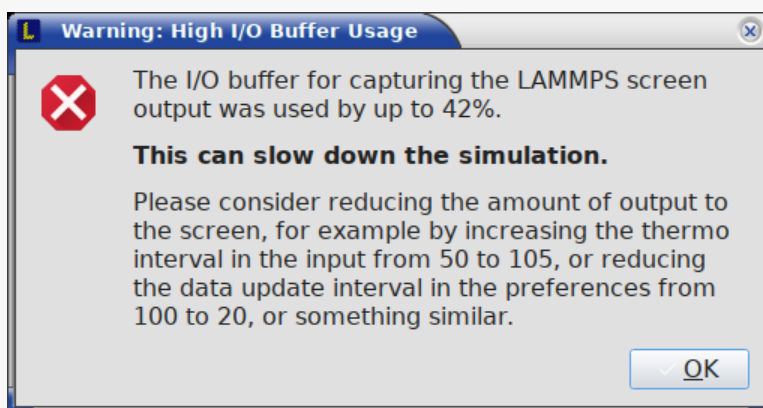 L Warning: High I/O Buffer Usage
The I/O buffer for capturing the LAMMPS screen
output was used by up to 42%.
This can slow down the simulation.
Please consider reducing the amount of output to
the screen, for example by increasing the thermo
interval in the input from 50 to 105, or reducing
the data update interval in the preferences from
100 to 20, or something similar.
OK